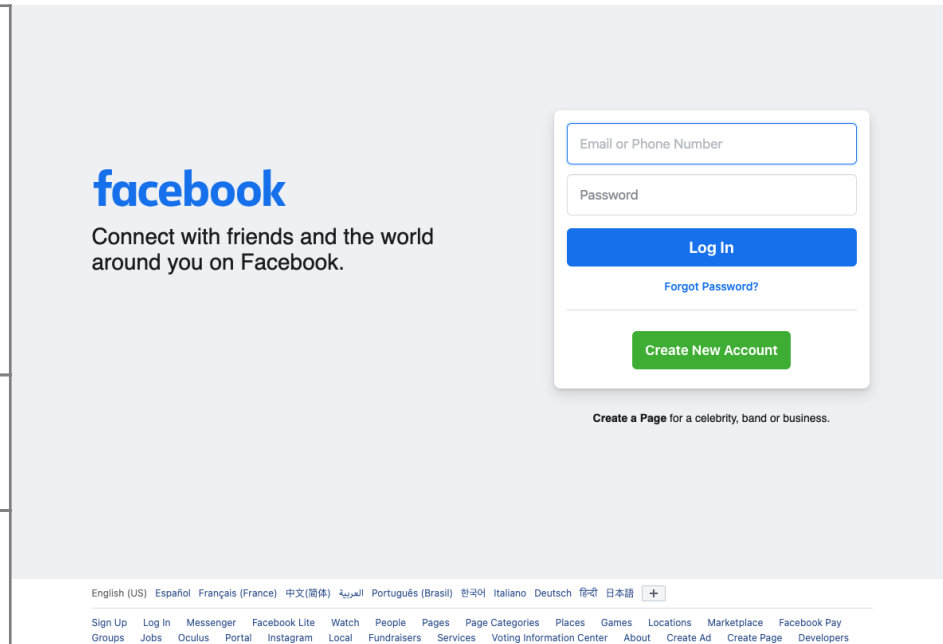 facebook
Connect with friends and the world
around you on Facebook.
Email or Phone Number
Password
Log In
Forgot Password?
Create New Account
Create a Page for a celebrity, band or business.
English (US) Español Français (France) 中文(简体) العربية Português (Brasil) 한국어 Italiano Deutsch हिन्दी 日本語 +
Sign Up Log In Messenger Facebook Lite Watch People Pages Page Categories Places Games Locations Marketplace Facebook Pay
Groups Jobs Oculus Portal Instagram Local Fundraisers Services Voting Information Center About Create Ad Create Page Developers